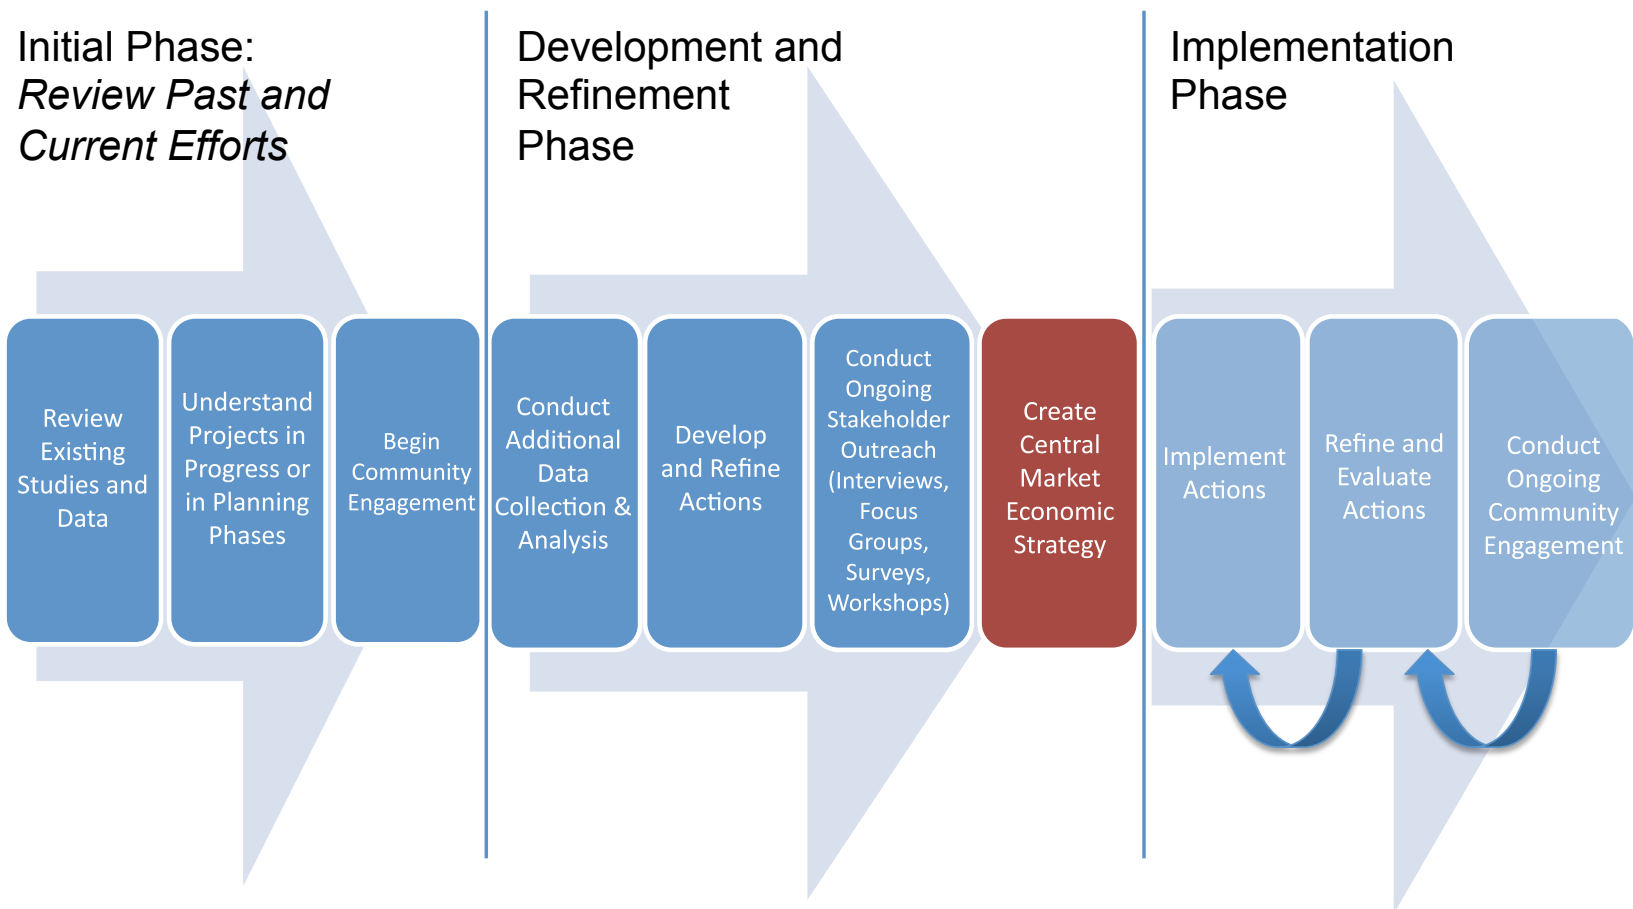 Initial Phase:
Review Past and
Current Efforts
Development and
Refinement
Phase
Implementation
Phase
Review
Existing
Studies and
Data
Understand
Projects in
Progress or
in Planning
Phases
Begin
Community
Engagement
Conduct
Additional
Data
Collection &
Analysis
Develop
and Refine
Actions
Conduct
Ongoing
Stakeholder
Outreach
(Interviews,
Focus
Groups,
Surveys,
Workshops)
Create
Central
Market
Economic
Strategy
Implement
Actions
Refine and
Evaluate
Actions
Conduct
Ongoing
Community
Engagement